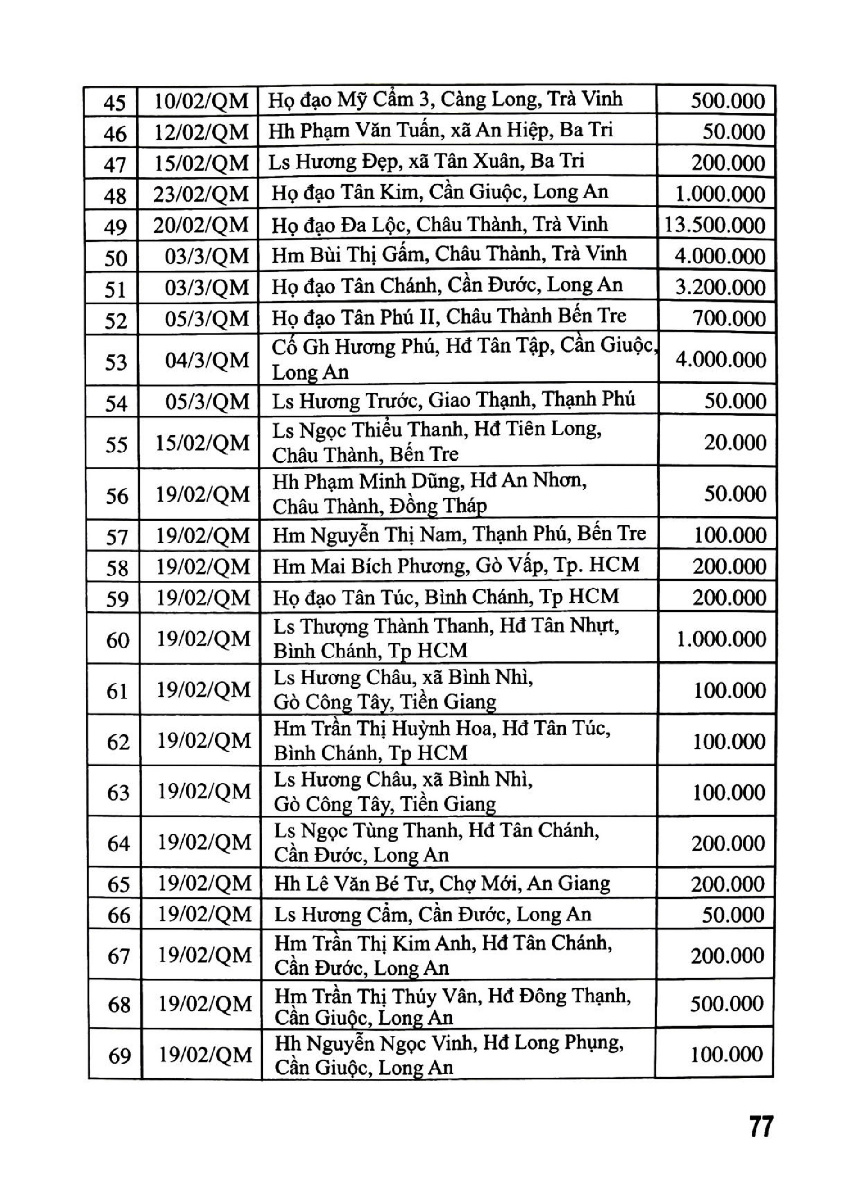 45 10/02/QM Họ đạo Mỹ Cẩm 3, Càng Long, Trà Vinh 500.000
46 12/02/QM Hh Phạm Văn Tuấn, xã An Hiệp, Ba Tri 50.000
47 15/02/QM Ls Hương Đẹp, xã Tân Xuân, Ba Tri 200.000
48 23/02/QM Họ đạo Tân Kim, Cần Giuộc, Long An 1.000.000
49 20/02/QM Họ đạo Đa Lộc, Châu Thành, Trà Vinh 13.500.000
50 03/3/QM Hm Bùi Thị Gấm, Châu Thành, Trà Vinh 4.000.000
51 03/3/QM Họ đạo Tân Chánh, Cần Đước, Long An 3.200.000
52 05/3/QM Họ đạo Tân Phú II, Châu Thành Bến Tre 700.000
53 04/3/QM Cố Gh Hương Phú, Hđ Tân Tập, Cần Giuộc, 4.000.000
Long An
54 05/3/QM Ls Hương Trước, Giao Thạnh, Thạnh Phú 50.000
55 15/02/QM Ls Ngọc Thiểu Thanh, Hđ Tiên Long, 20.000
Châu Thành, Bến Tre
56 19/02/QM Hh Phạm Minh Dũng, Hđ An Nhơn, 50.000
Châu Thành, Đồng Tháp
57 19/02/QM Hm Nguyễn Thị Nam, Thạnh Phú, Bến Tre 100.000
58 19/02/QM Hm Mai Bích Phương, Gò Vấp, Tp. HCM 200.000
59 19/02/QM Họ đạo Tân Túc, Bình Chánh, Tp HCM 200.000
60 19/02/QM Ls Thượng Thành Thanh, Hđ Tân Nhựt, 1.000.000
Bình Chánh, Tp HCM
61 19/02/QM Ls Hương Châu, xã Bình Nhì, 100.000
Gò Công Tây, Tiền Giang
62 19/02/QM Hm Trần Thị Huỳnh Hoa, Hđ Tân Túc, 100.000
Bình Chánh, Tp HCM
63 19/02/QM Ls Hương Châu, xã Bình Nhì, 100.000
Gò Công Tây, Tiền Giang
64 19/02/QM Ls Ngọc Tùng Thanh, Hđ Tân Chánh, 200.000
Cần Đước, Long An
65 19/02/QM Hh Lê Văn Bé Tư, Chợ Mới, An Giang 200.000
66 19/02/QM Ls Hương Cẩm, Cần Đước, Long An 50.000
67 19/02/QM Hm Trần Thị Kim Anh, Hđ Tân Chánh, 200.000
Cần Đước, Long An
68 19/02/QM Hm Trần Thị Thúy Vân, Hđ Đông Thạnh, 500.000
Cần Giuộc, Long An
69 19/02/QM Hh Nguyễn Ngọc Vinh, Hđ Long Phụng, 100.000
Cần Giuộc, Long An
77